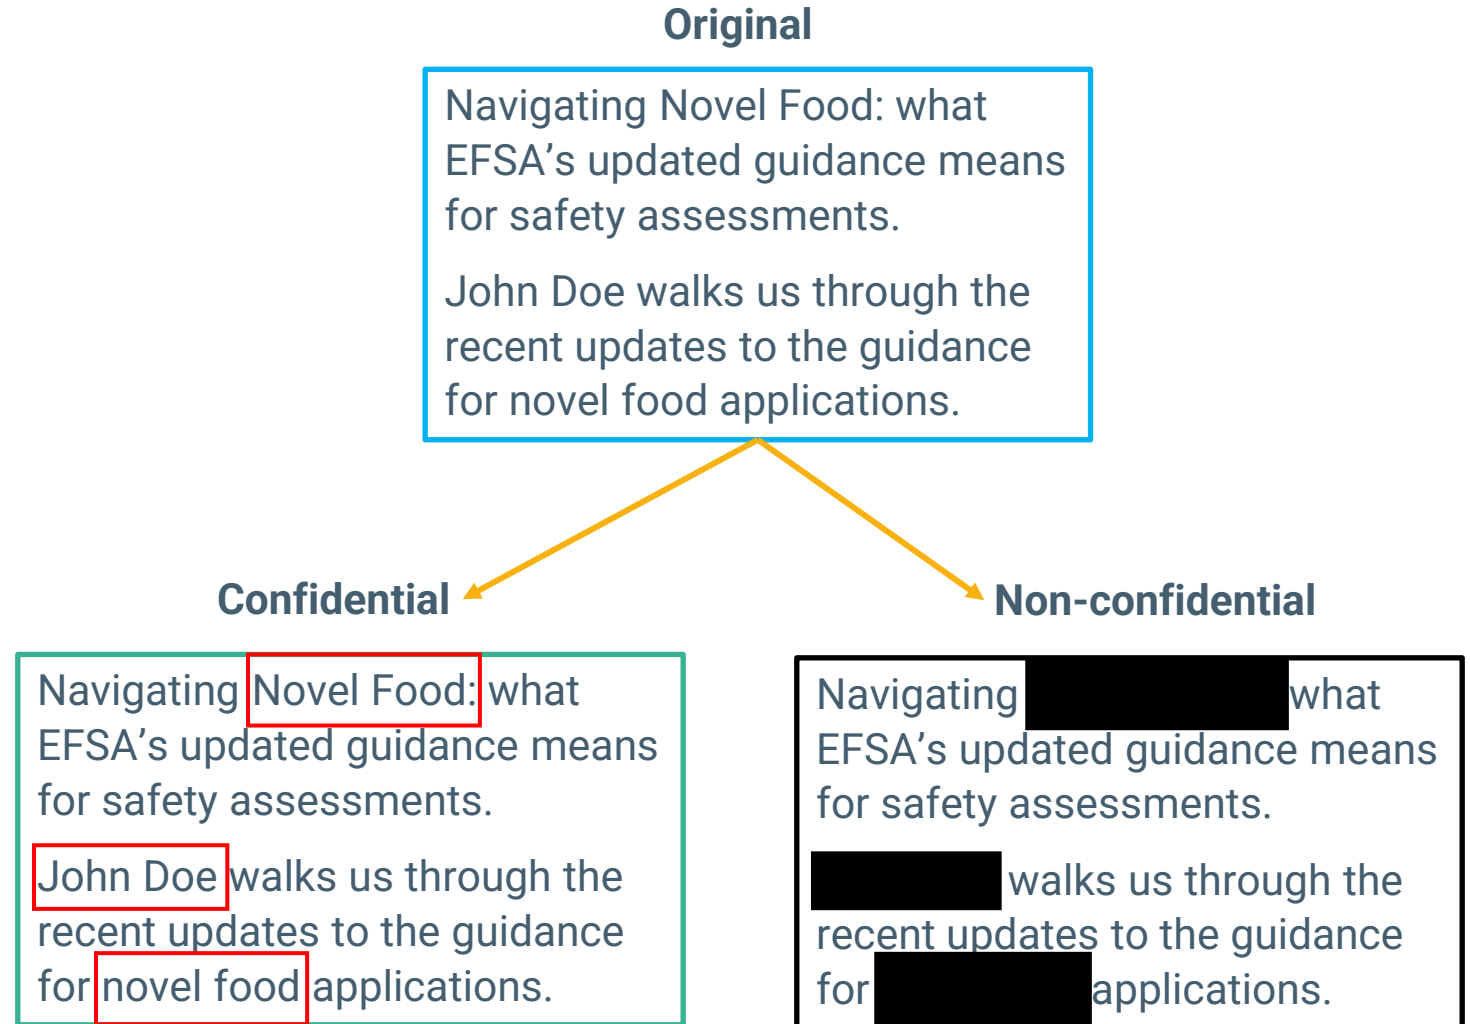 Original
Navigating Novel Food: what
EFSA’s updated guidance means
for safety assessments.
John Doe walks us through the
recent updates to the guidance
for novel food applications.
Confidential
Navigating Novel Food: what
EFSA’s updated guidance means
for safety assessments.
John Doe walks us through the
recent updates to the guidance
for novel food applications.
Non-confidential
Navigating what
EFSA’s updated guidance means
for safety assessments.
walks us through the
recent updates to the guidance
for applications.